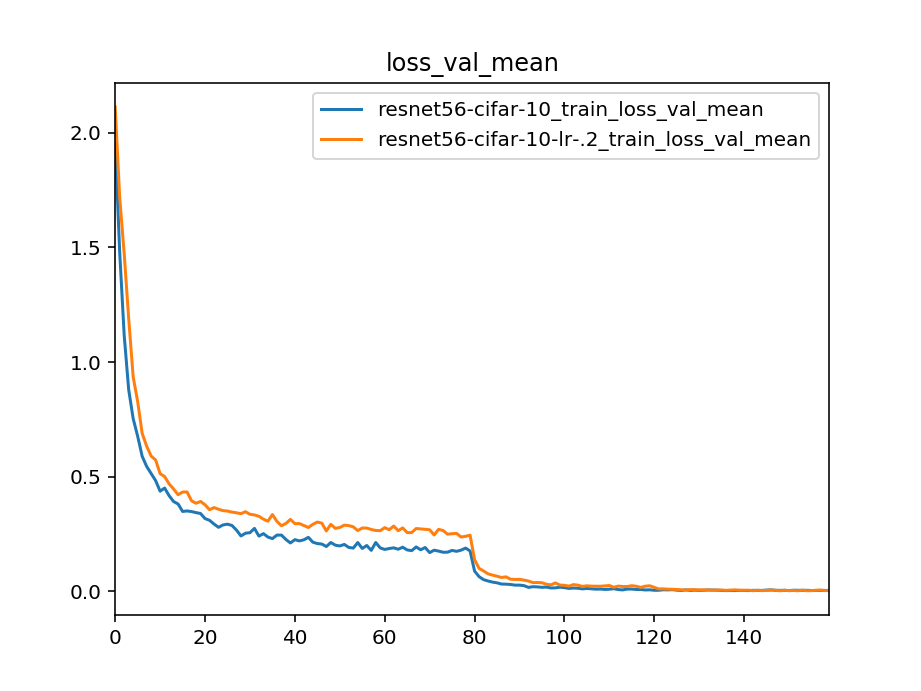 loss_val_mean
resnet56-cifar-10_train_loss_val_mean
resnet56-cifar-10-lr-.2_train_loss_val_mean
2.0
1.5
1.0
0.5
0.0
0 20 40 60 80 100 120 140